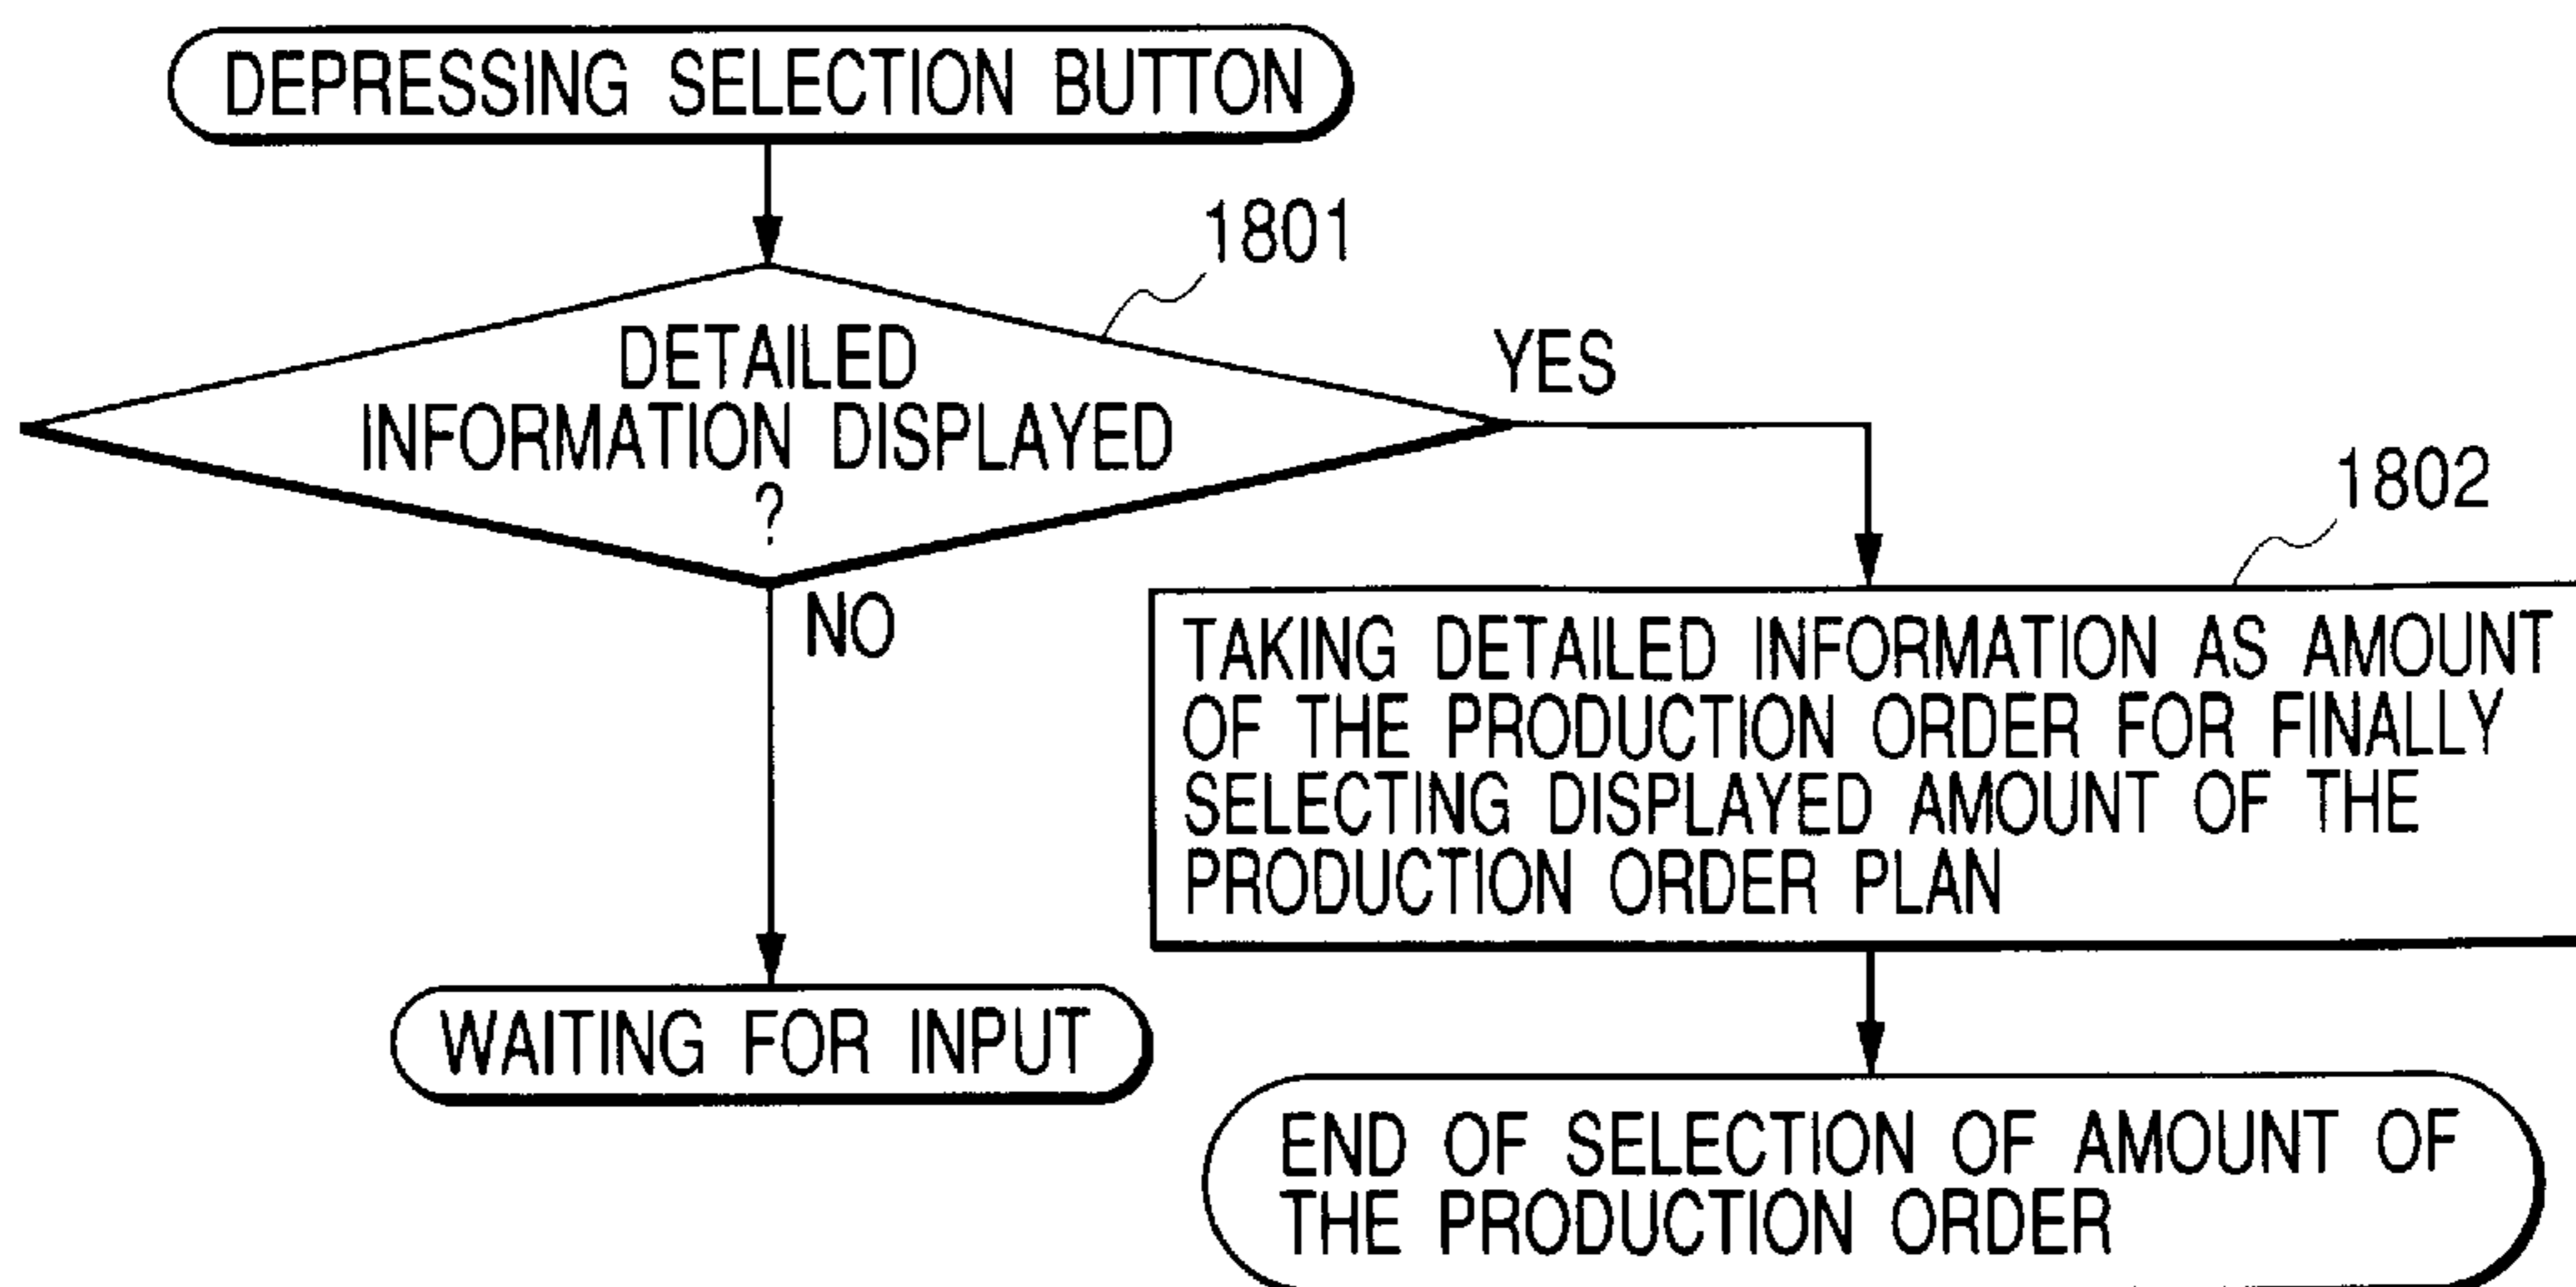 DEPRESSING SELECTION BUTTON
1801
DETAILED
INFORMATION DISPLAYED
?
YES
NO
1802
TAKING DETAILED INFORMATION AS AMOUNT
OF THE PRODUCTION ORDER FOR FINALLY
SELECTING DISPLAYED AMOUNT OF THE
PRODUCTION ORDER PLAN
WAITING FOR INPUT
END OF SELECTION OF AMOUNT OF
THE PRODUCTION ORDER